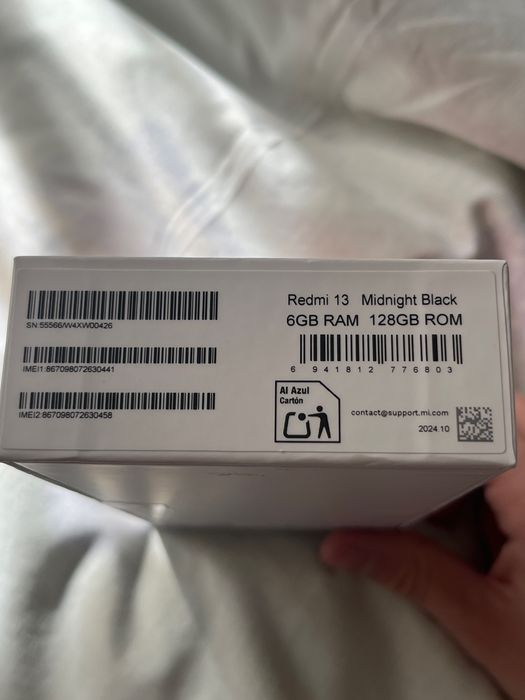 SN:55566/W4XW00426
IMEI1:867098072630441
IMEI2:867098072630458
Redmi 13 Midnight Black
6GB RAM 128GB ROM
6 941812 776803
Al Azul
Cartón
contact@support.mi.com
2024.10